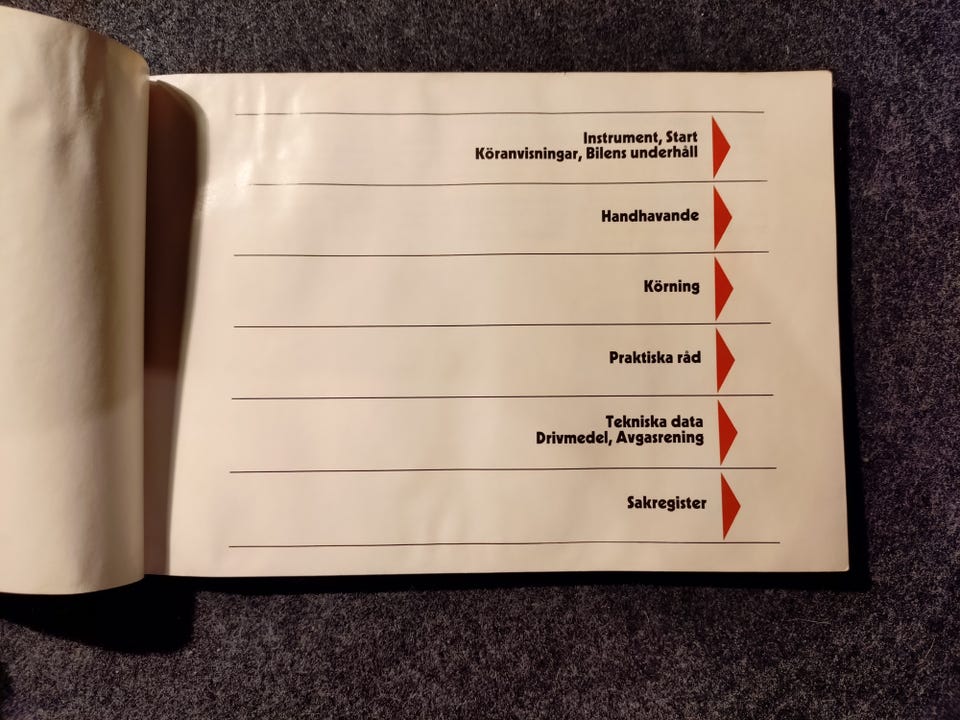 Instrument, Start
Köranvisningar, Bilens underhåll
Handhavande
Körning
Praktiska råd
Tekniska data
Drivmedel, Avgasrening
Sakregister